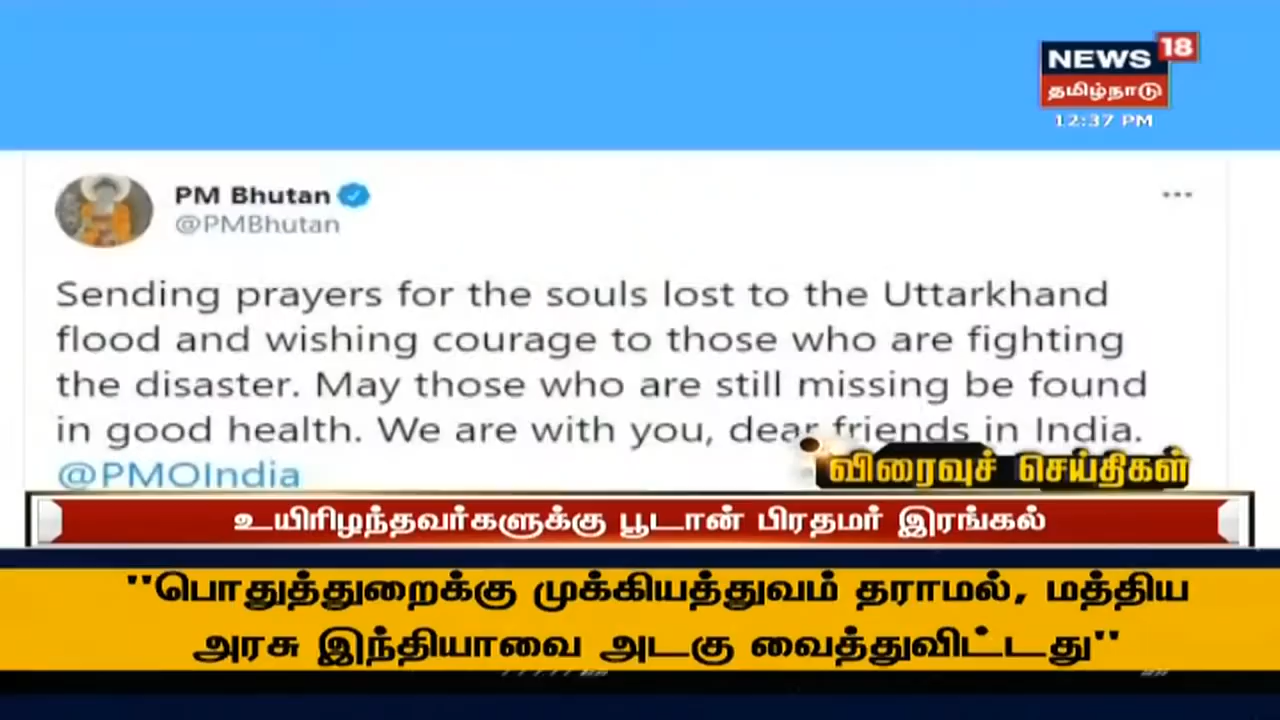 NEWS 18
தமிழ்நாடு
12:37 PM
PM Bhutan
@PMBhutan
Sending prayers for the souls lost to the Uttarkhand
flood and wishing courage to those who are fighting
the disaster. May those who are still missing be found
in good health. We are with you, dear friends in India.
@PMOIndia
விரைவுச் செய்திகள்
உயிரிழந்தவர்களுக்கு பூடான் பிரதமர் இரங்கல்
"பொதுத்துறைக்கு முக்கியத்துவம் தராமல், மத்திய
அரசு இந்தியாவை அடகு வைத்துவிட்டது"